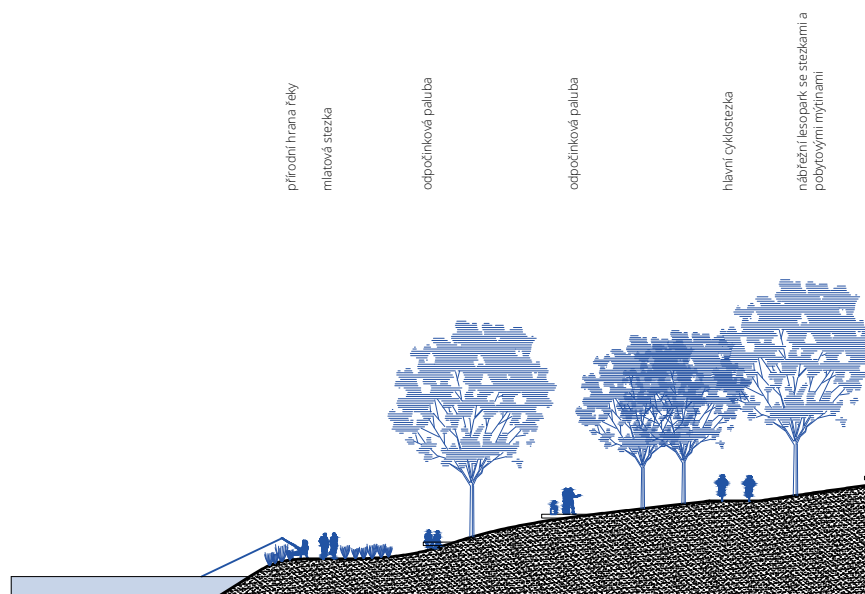 přírodní hrana řeky
mlatová stezka
odpočinková paluba
odpočinková paluba
hlavní cyklostezka
nábřežní lesopark se stezkami a
pobytovými mýtinami